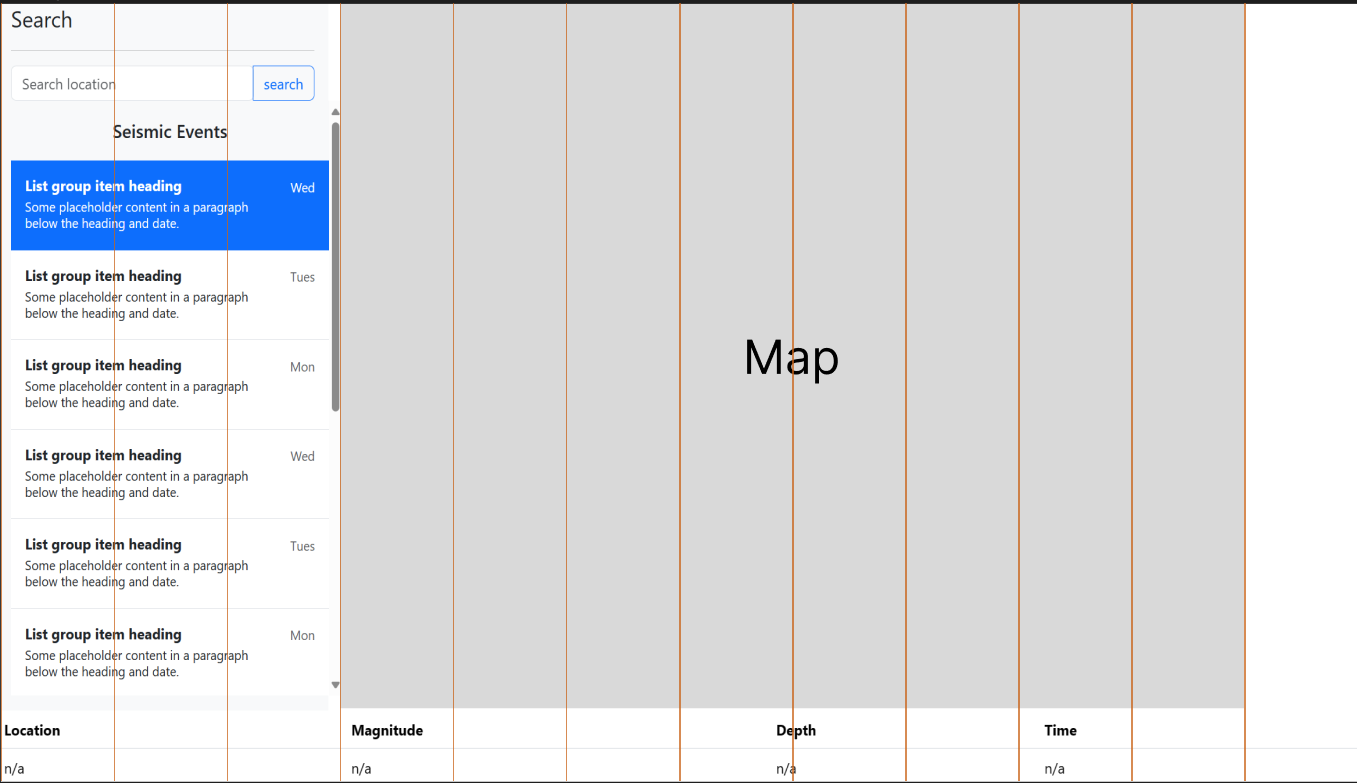 Search
Search location
search
Seismic Events
List group item heading
Wed
Some placeholder content in a paragraph
below the heading and date.
List group item heading
Tues
Some placeholder content in a paragraph
below the heading and date.
List group item heading
Mon
Some placeholder content in a paragraph
below the heading and date.
List group item heading
Wed
Some placeholder content in a paragraph
below the heading and date.
List group item heading
Tues
Some placeholder content in a paragraph
below the heading and date.
List group item heading
Mon
Some placeholder content in a paragraph
below the heading and date.
Map
Location Magnitude Depth Time
n/a n/a n/a n/a